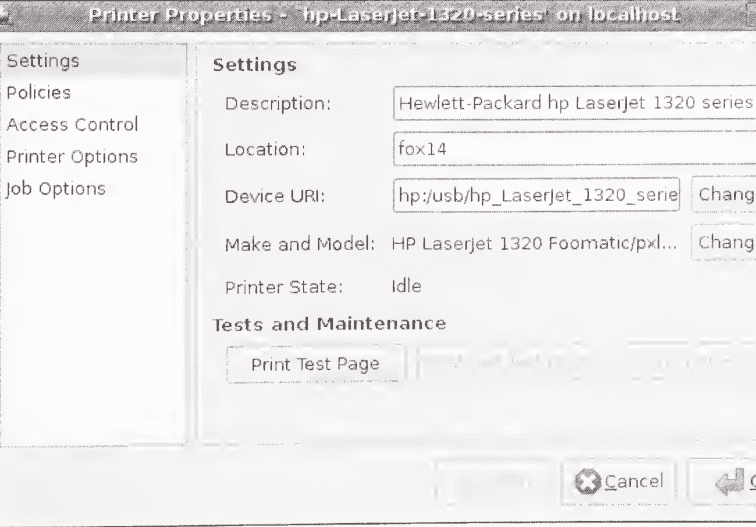 Printer Properties - 'hp-LaserJet-1320-series' on localhost
Settings
Policies
Access Control
Printer Options
Job Options
Settings
Description: Hewlett-Packard hp LaserJet 1320 series
Location: fox14
Device URI: hp:/usb/hp_LaserJet_1320_serie Chang
Make and Model: HP LaserJet 1320 Foomatic/pxl... Chang
Printer State: Idle
Tests and Maintenance
Print Test Page
Cancel